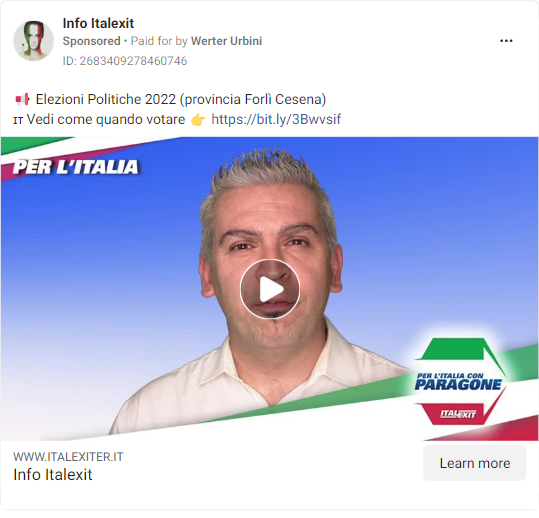 Info Italexit
Sponsored • Paid for by Werter Urbini
ID: 2683409278460746
Elezioni Politiche 2022 (provincia Forlì Cesena)
IT Vedi come quando votare 👉 https://bit.ly/3Bwvsif
PER L'ITALIA
PER L'ITALIA CON
PARAGONE
ITALEXIT
WWW.ITALEXITER.IT
Info Italexit
Learn more